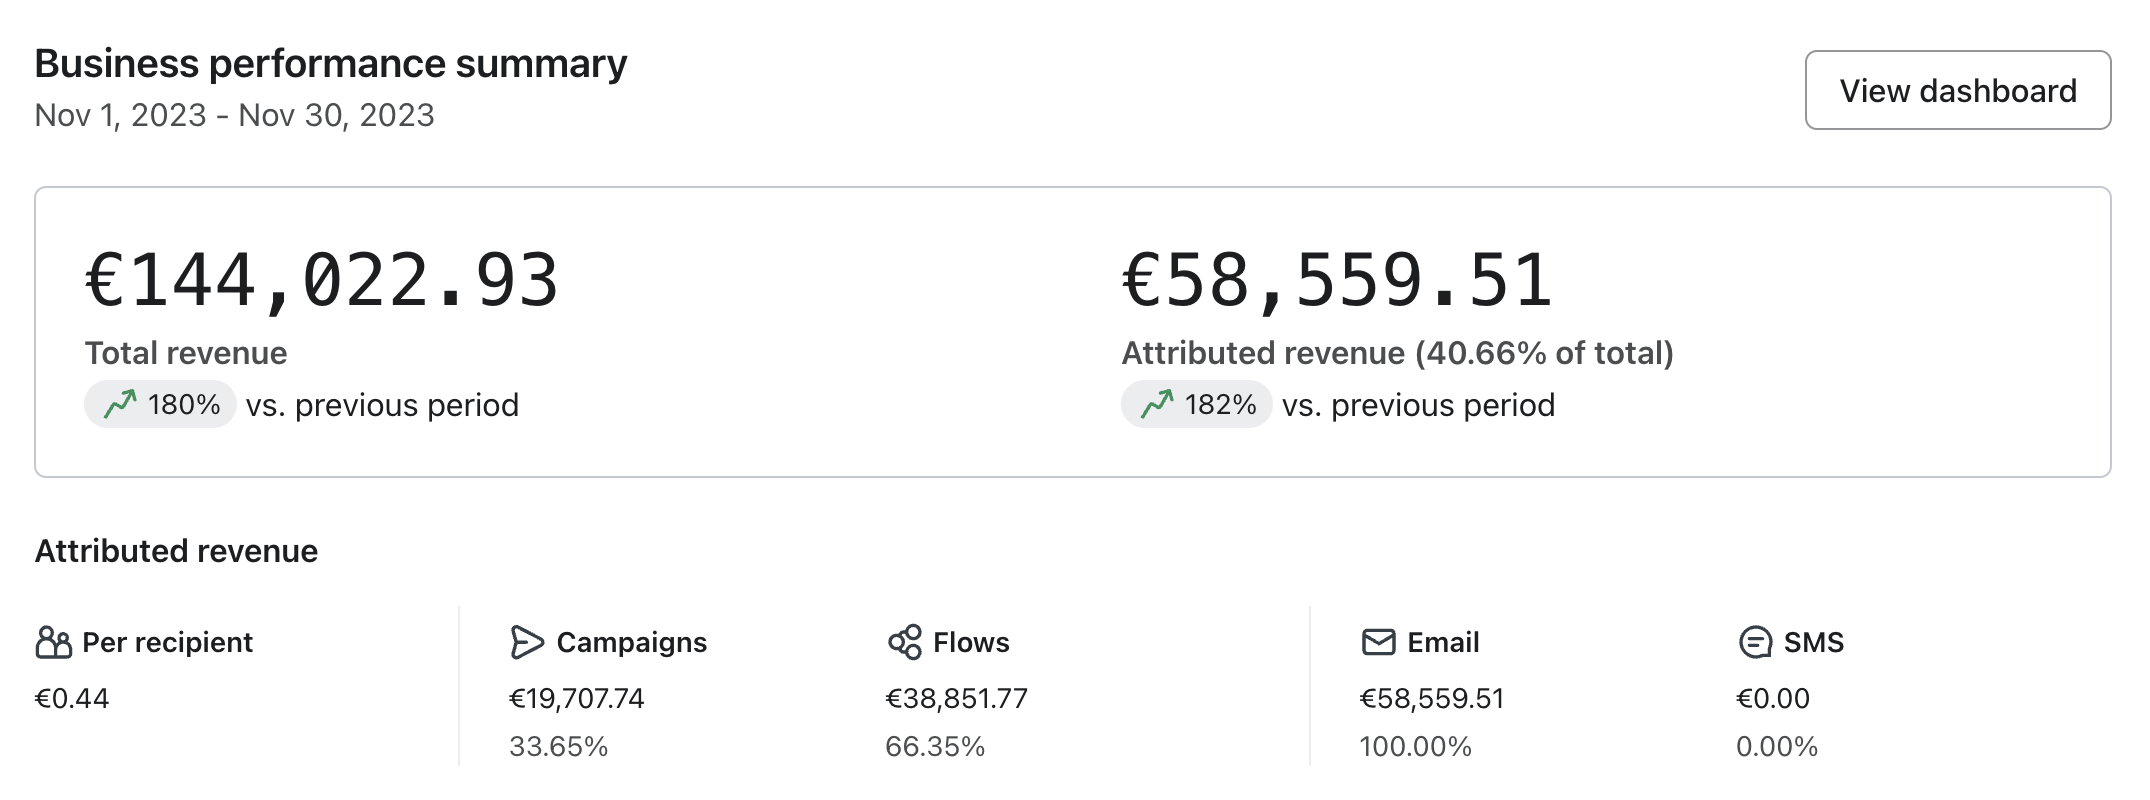 Business performance summary
Nov 1, 2023 - Nov 30, 2023
View dashboard
€144,022.93
Total revenue
180% vs. previous period
€58,559.51
Attributed revenue (40.66% of total)
182% vs. previous period
Attributed revenue
Per recipient
€0.44
Campaigns
€19,707.74
33.65%
Flows
€38,851.77
66.35%
Email
€58,559.51
100.00%
SMS
€0.00
0.00%